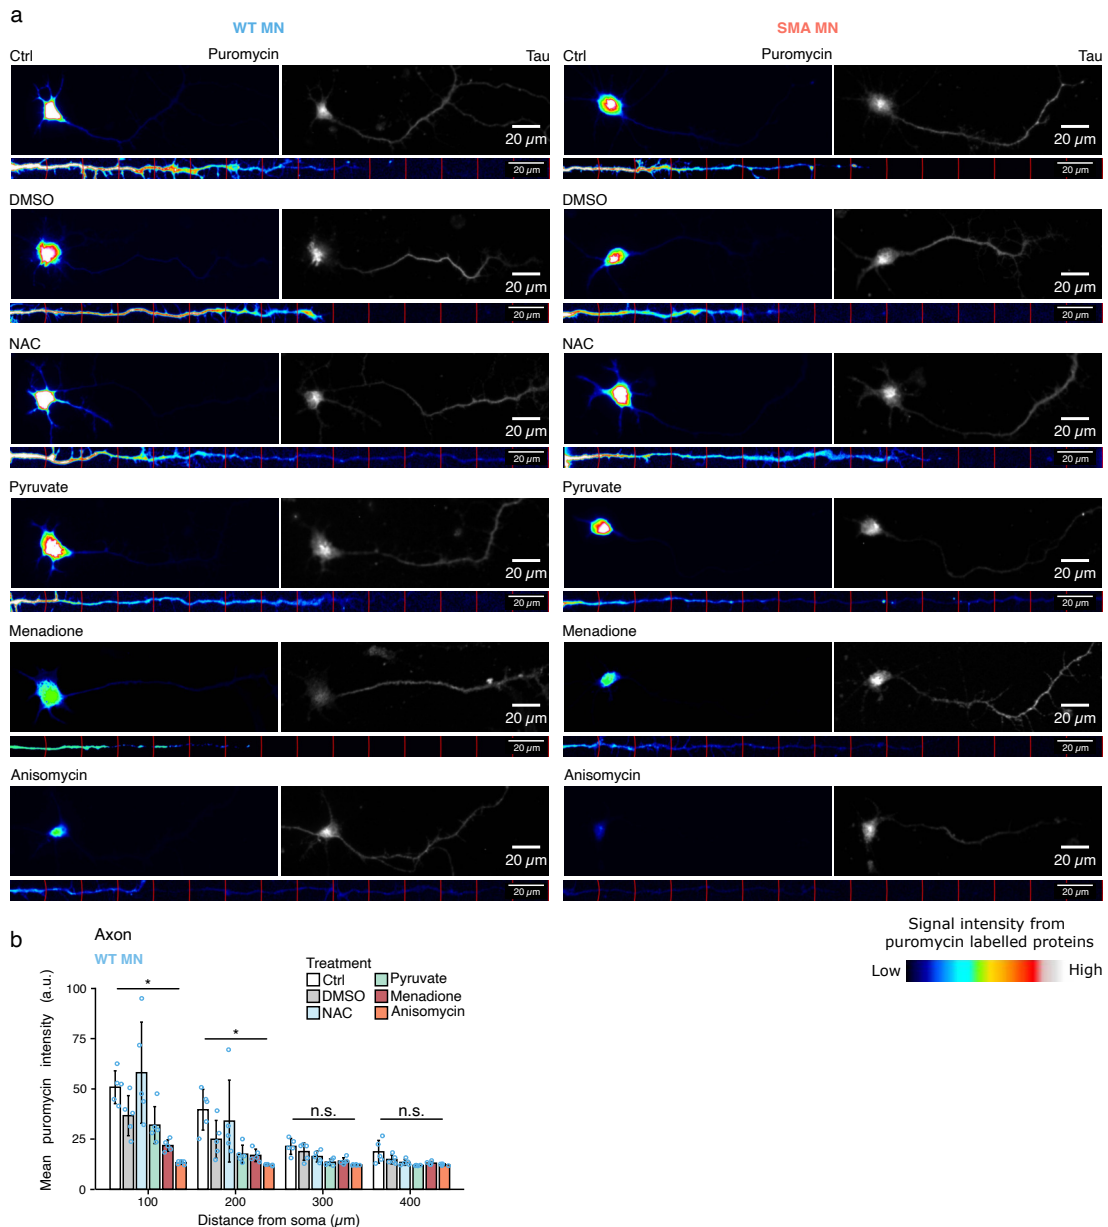 a
WT MN
SMA MN
Ctrl Puromycin Tau
Ctrl Puromycin Tau
20 µm
20 µm
20 µm
20 µm
DMSO
DMSO
20 µm
20 µm
20 µm
20 µm
NAC
NAC
20 µm
20 µm
20 µm
20 µm
Pyruvate
Pyruvate
20 µm
20 µm
20 µm
20 µm
Menadione
Menadione
20 µm
20 µm
20 µm
20 µm
Anisomycin
Anisomycin
20 µm
20 µm
20 µm
20 µm
Signal intensity from
puromycin labelled proteins
Low High
b
Axon
WT MN
Treatment
Ctrl
DMSO
NAC
Pyruvate
Menadione
Anisomycin
Mean puromycin intensity (a.u.)
100
75
50
25
0
*
*
n.s.
n.s.
100 200 300 400
Distance from soma (µm)